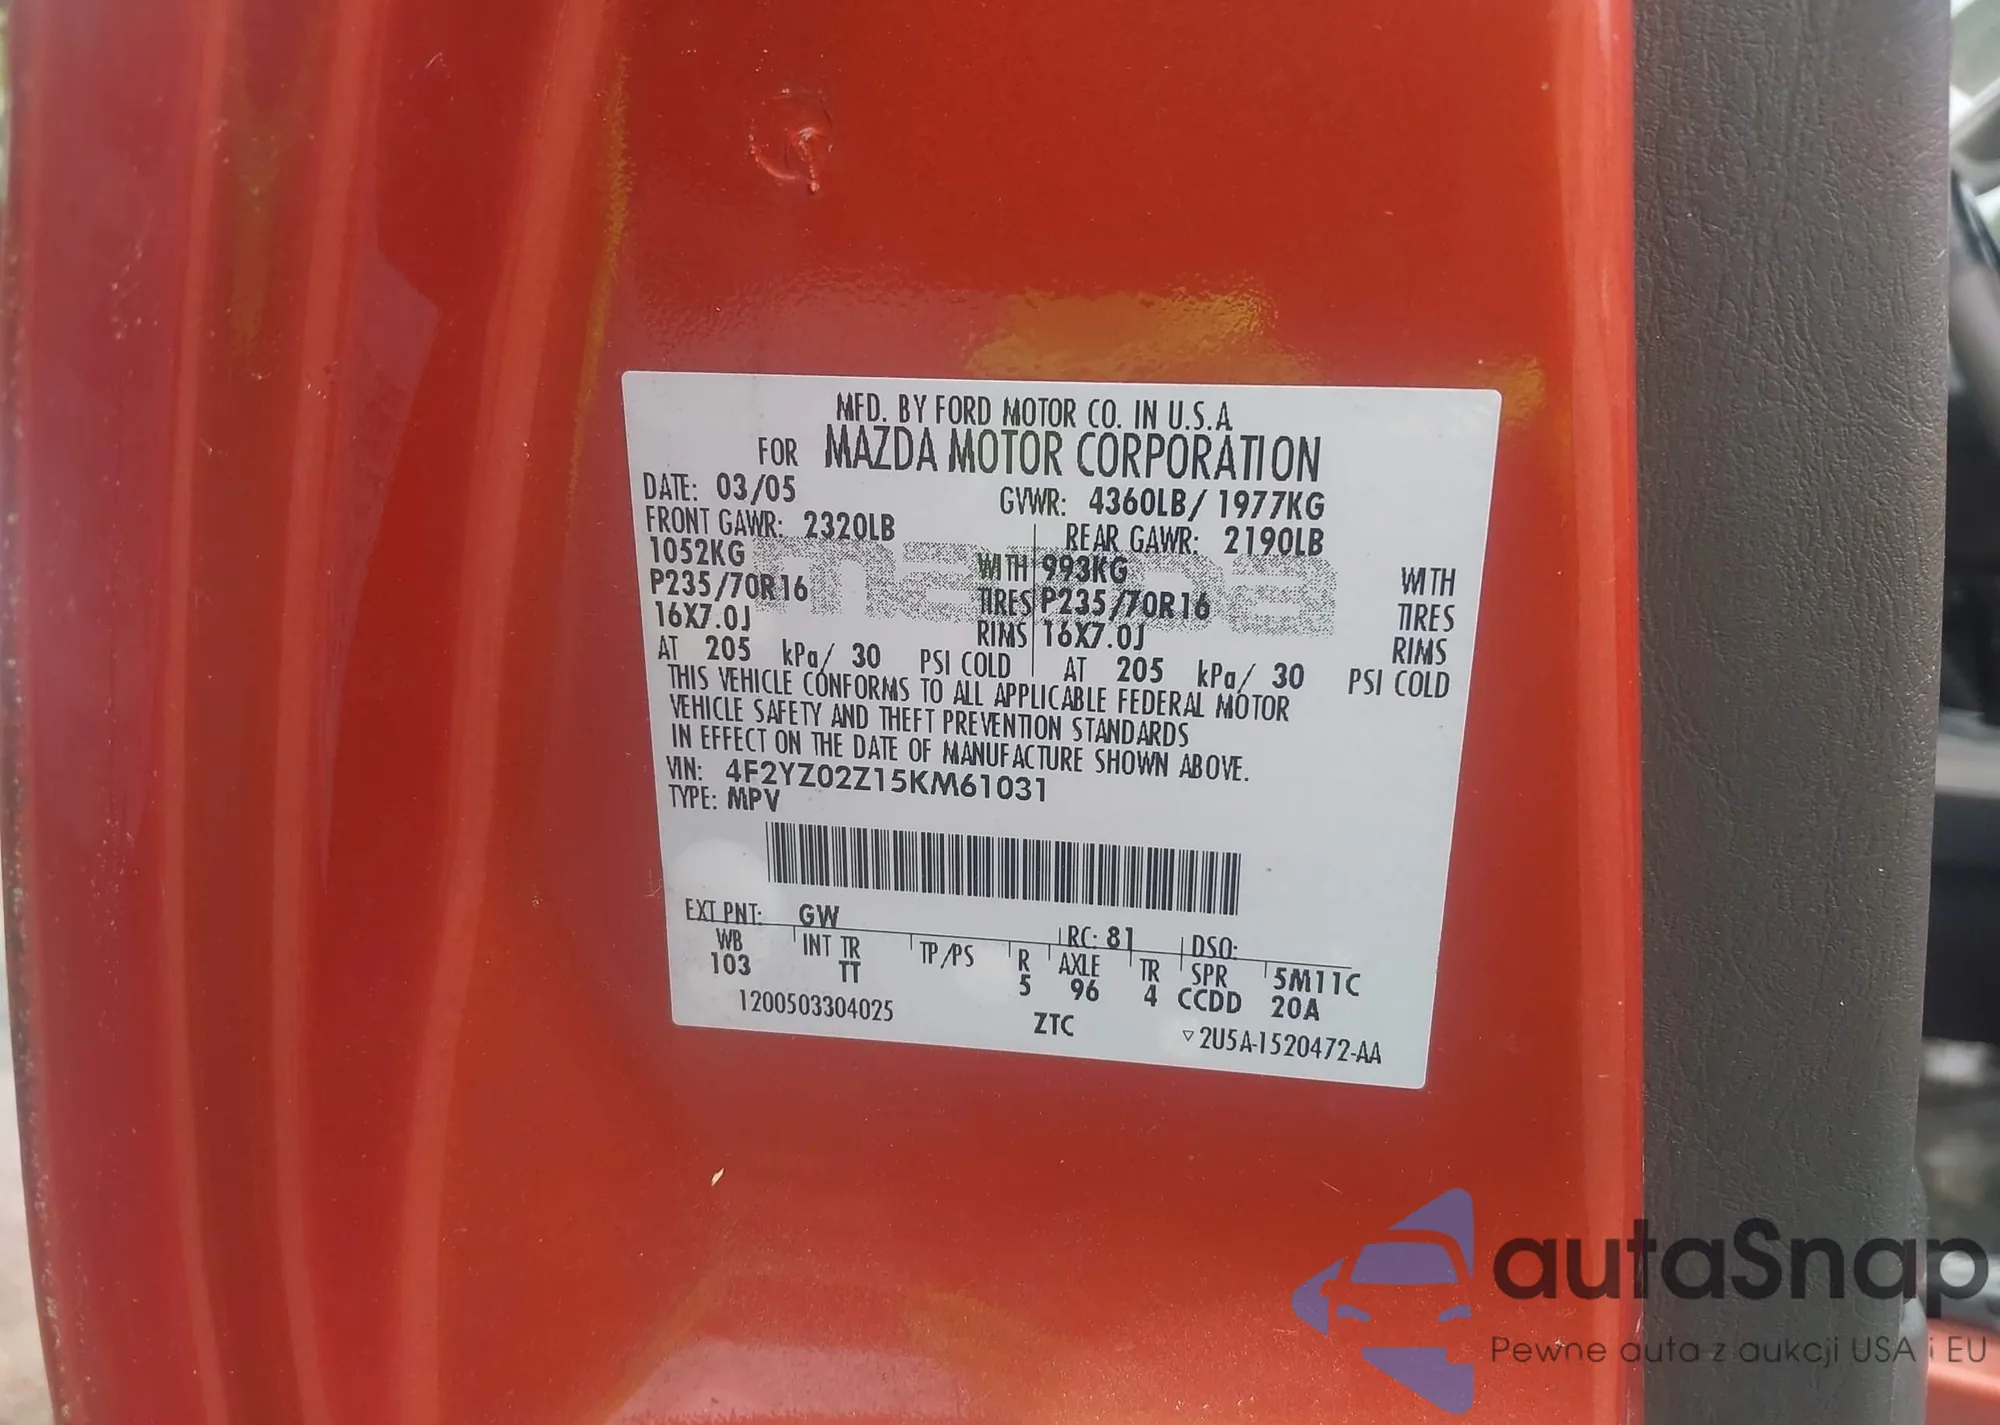 MFD. BY FORD MOTOR CO. IN U.S.A
FOR MAZDA MOTOR CORPORATION
DATE: 03/05 GVWR: 4360LB/ 1977KG
FRONT GAWR: 2320LB REAR GAWR: 2190LB
1052KG WITH 993KG WITH
P235/70R16 TIRES P235/70R16 TIRES
16X7.0J RIMS 16X7.0J RIMS
AT 205 kPa/ 30 PSI COLD AT 205 kPa/ 30 PSI COLD
THIS VEHICLE CONFORMS TO ALL APPLICABLE FEDERAL MOTOR
VEHICLE SAFETY AND THEFT PREVENTION STANDARDS
IN EFFECT ON THE DATE OF MANUFACTURE SHOWN ABOVE.
VIN: 4F2YZ02Z15KM61031
TYPE: MPV
EXT PNT: GW RC: 81 DSO:
WB INT TR TP/PS R AXLE TR SPR 5M11C
103 TT 5 96 4 CCDD 20A
1200503304025 ZTC ▽2U5A-1520472-AA
mazda
autaSnap
Pewne auta z aukcji USA i EU